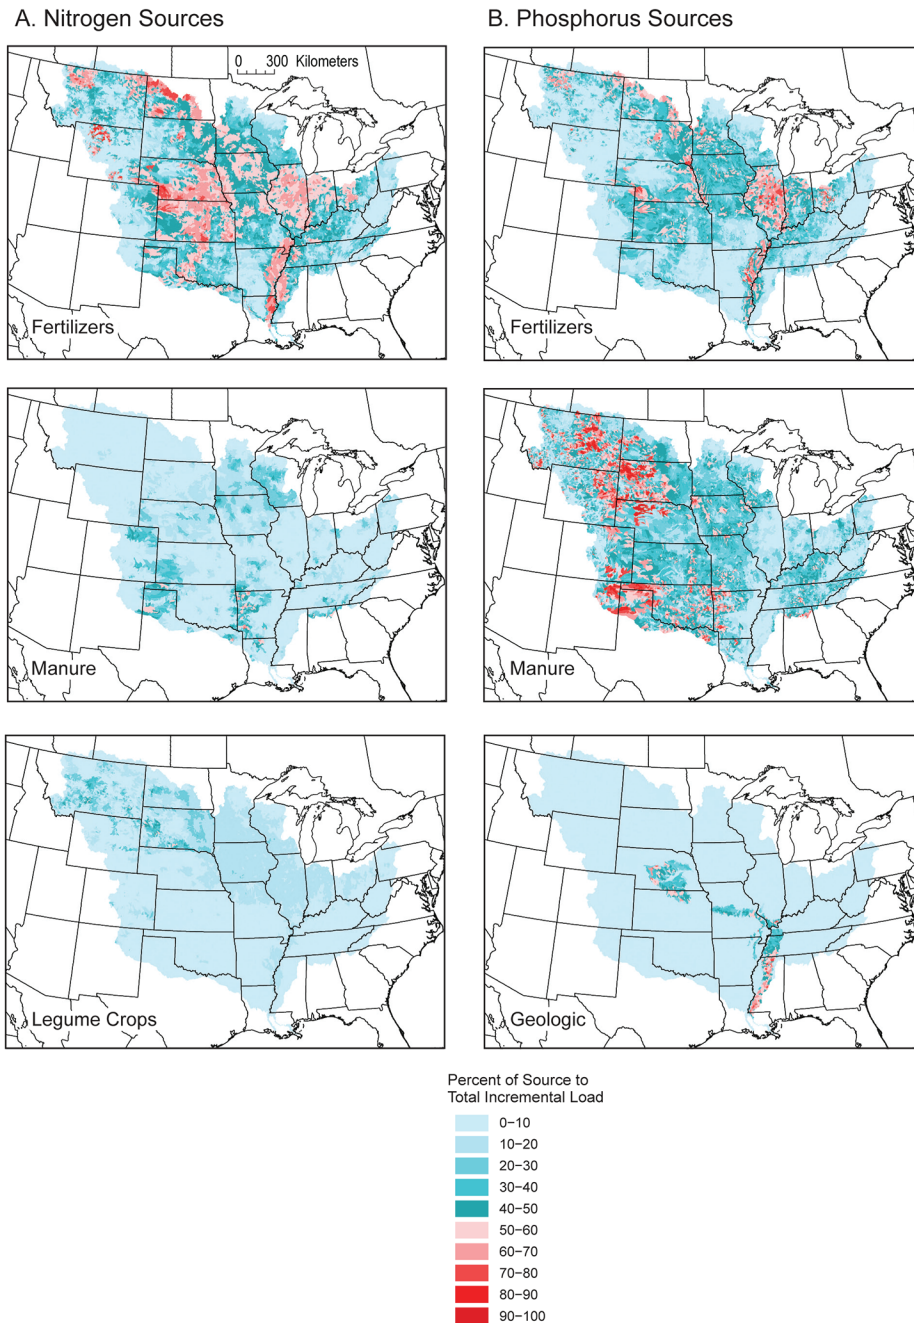 A. Nitrogen Sources
B. Phosphorus Sources
0 300 Kilometers
Fertilizers
Fertilizers
Manure
Manure
Legume Crops
Geologic
Percent of Source to
Total Incremental Load
0−10
10−20
20−30
30−40
40−50
50−60
60−70
70−80
80−90
90−100